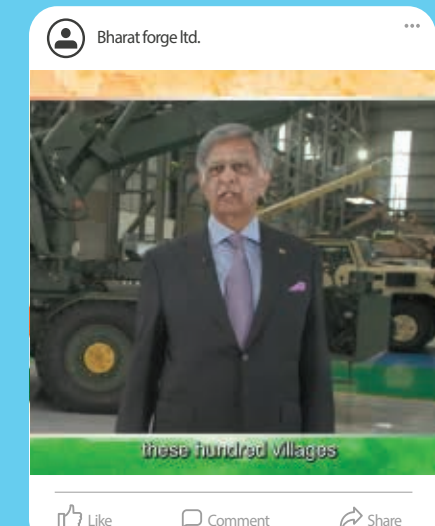 Bharat forge ltd.
these hundred villages
Like
Comment
Share